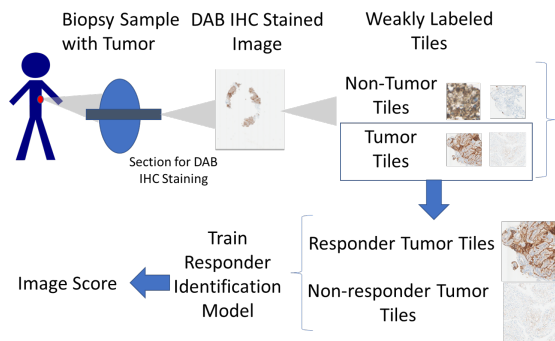 Biopsy Sample
with Tumor
DAB IHC Stained
Image
Weakly Labeled
Tiles
Non-Tumor
Tiles
Tumor
Tiles
Section for DAB
IHC Staining
Responder Tumor Tiles
Non-responder Tumor
Tiles
Train
Responder
Identification
Model
Image Score